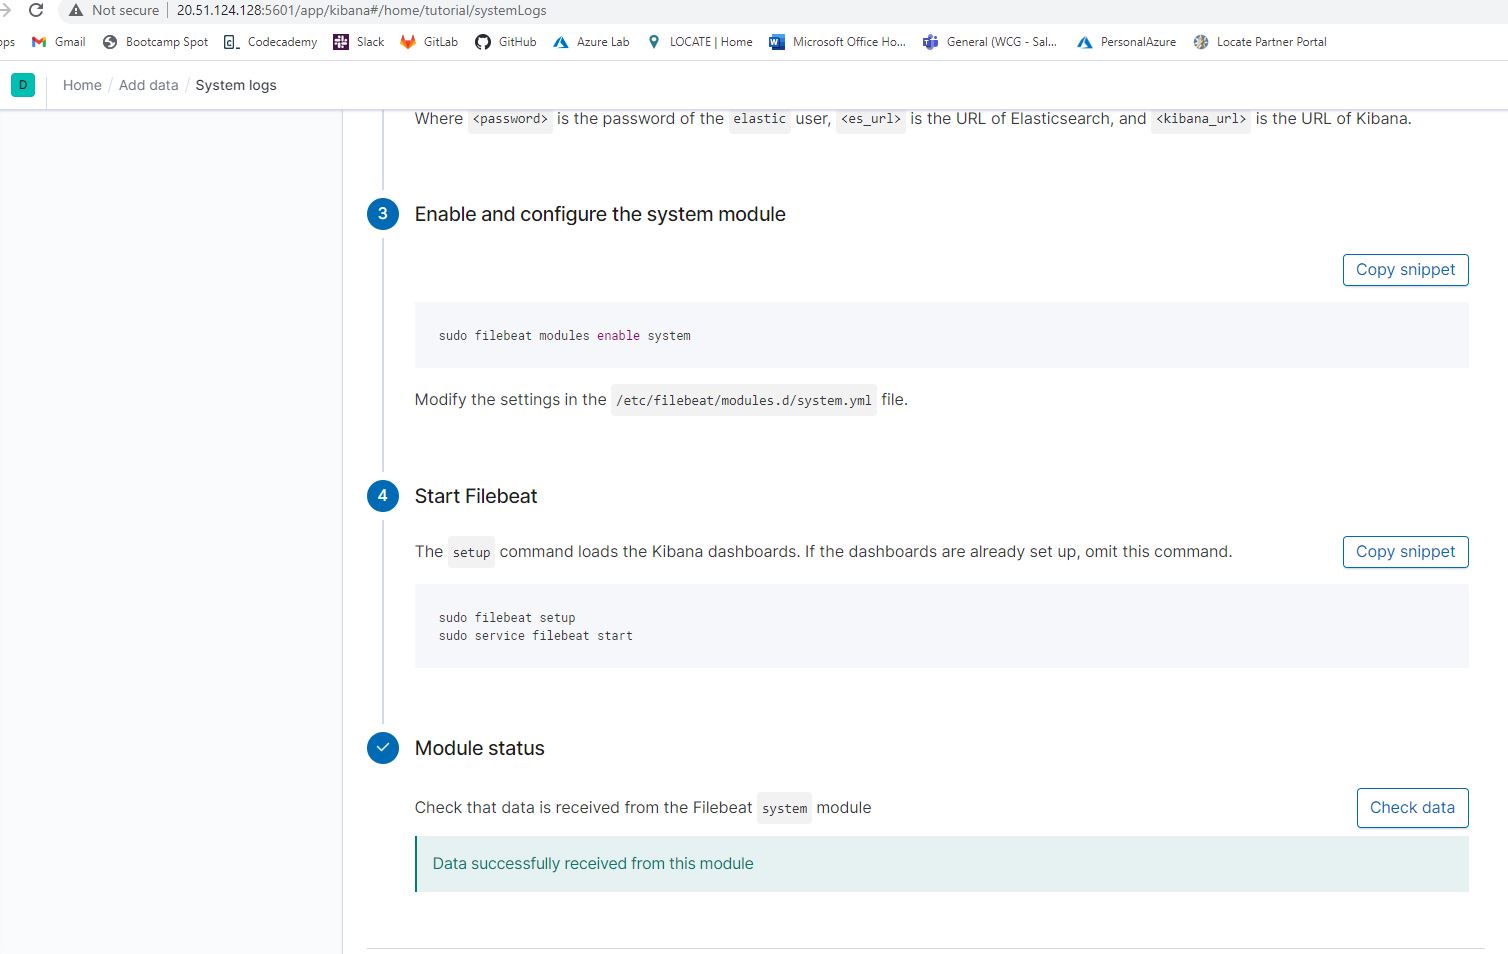 Not secure 20.51.124.128:5601/app/kibana#/home/tutorial/systemLogs
Gmail Bootcamp Spot Codecademy Slack GitLab GitHub Azure Lab LOCATE | Home Microsoft Office Ho... General (WCG - Sal... PersonalAzure Locate Partner Portal
D Home / Add data / System logs
Where <password> is the password of the elastic user, <es_url> is the URL of Elasticsearch, and <kibana_url> is the URL of Kibana.
3 Enable and configure the system module
Copy snippet
sudo filebeat modules enable system
Modify the settings in the /etc/filebeat/modules.d/system.yml file.
4 Start Filebeat
The setup command loads the Kibana dashboards. If the dashboards are already set up, omit this command.
Copy snippet
sudo filebeat setup
sudo service filebeat start
Module status
Check that data is received from the Filebeat system module
Check data
Data successfully received from this module